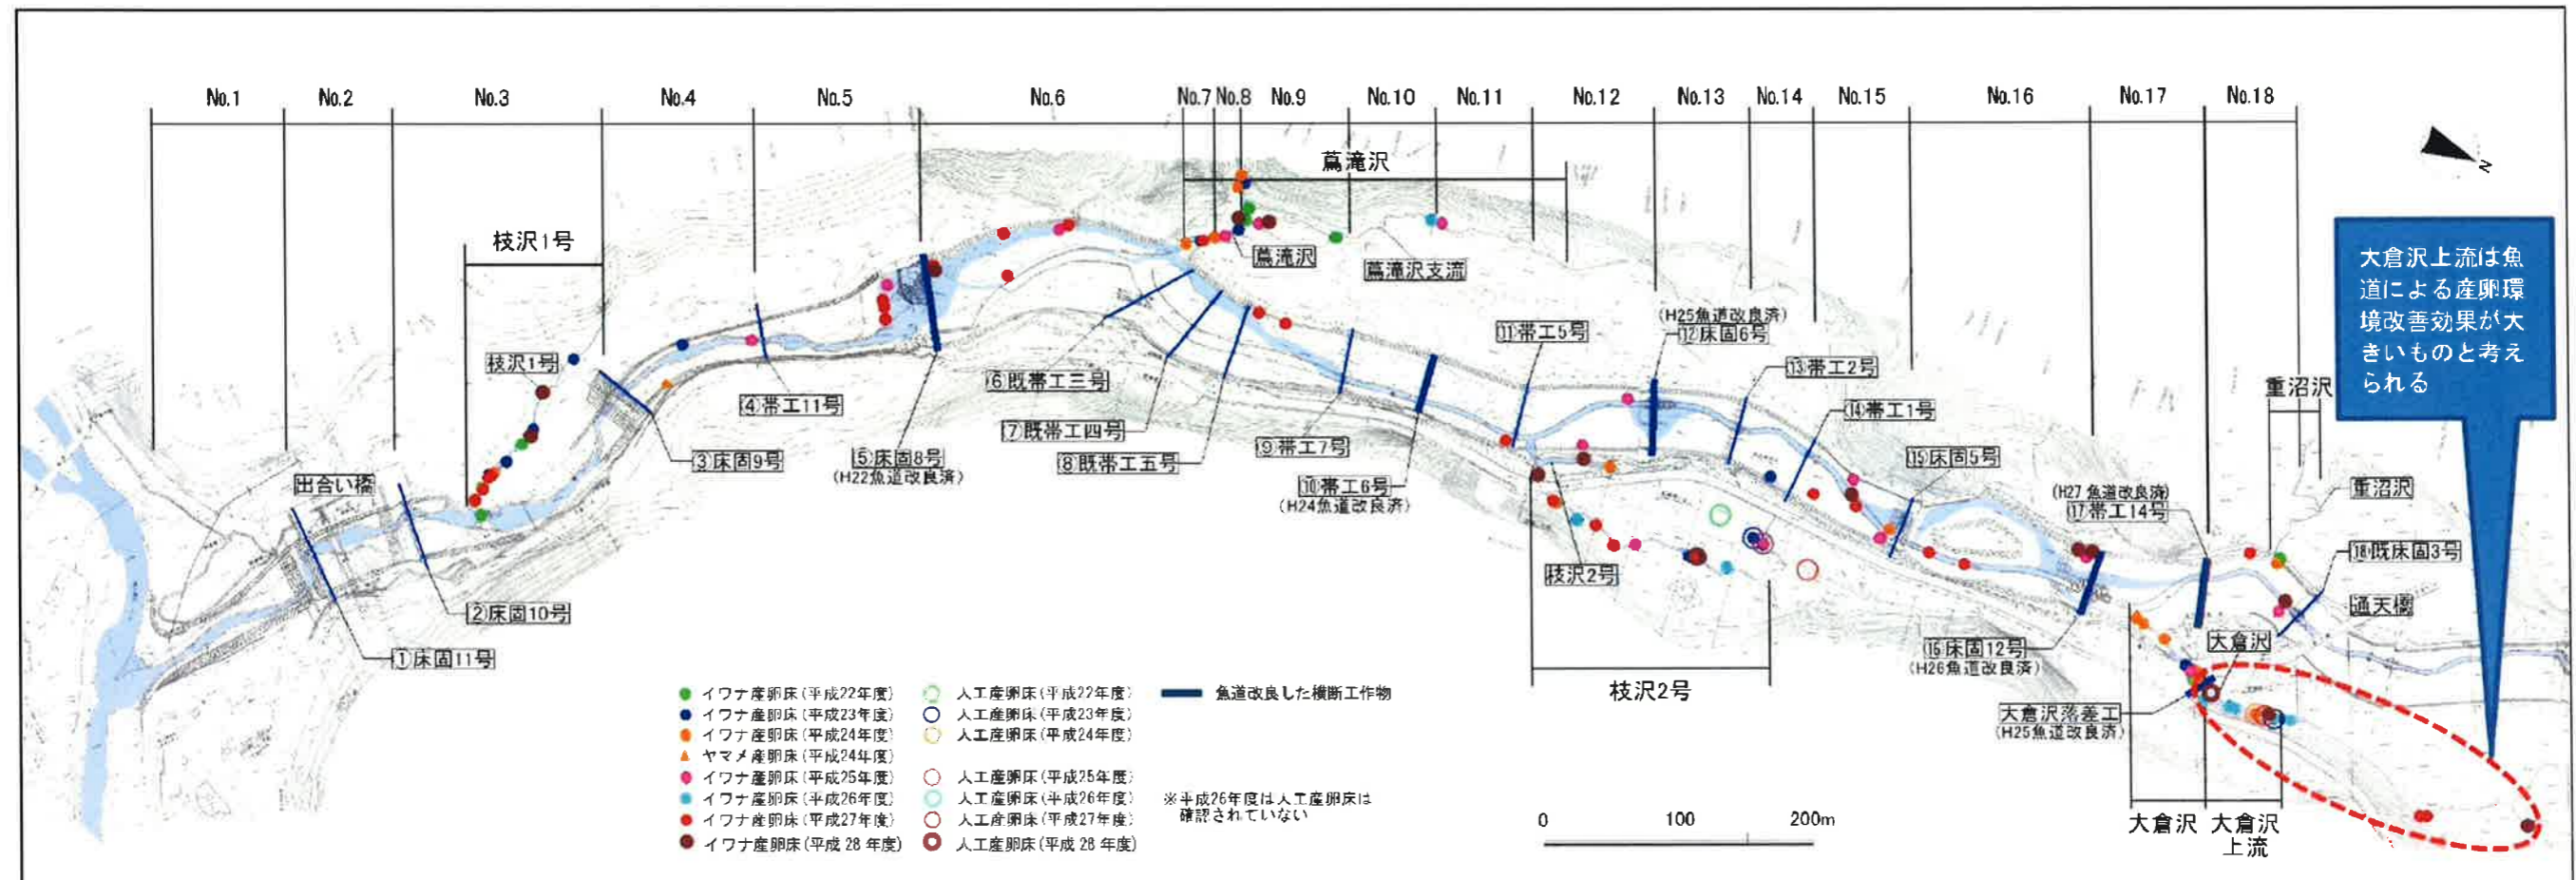 No.1
No.2
No.3
No.4
No.5
No.6
No.7
No.8
No.9
No.10
No.11
No.12
No.13
No.14
No.15
No.16
No.17
No.18
N
蔦滝沢
枝沢1号
蔦滝沢
蔦滝沢支流
大倉沢上流は魚
道による産卵環
境改善効果が大
きいものと考え
られる
重沼沢
枝沢1号
④帯工11号
③床固9号
⑤床固8号
(H22魚道改良済)
⑥既帯工三号
⑦既帯工四号
⑧既帯工五号
⑨帯工7号
⑩帯工6号
(H24魚道改良済)
⑪帯工5号
(H25魚道改良済)
⑫床固6号
⑬帯工2号
⑭帯工1号
⑮床固5号
(H27魚道改良済)
⑰帯工14号
重沼沢
⑱既床固3号
通天橋
出合い橋
②床固10号
①床固11号
枝沢2号
⑯床固12号
(H26魚道改良済)
大倉沢
大倉沢落差工
(H25魚道改良済)
枝沢2号
大倉沢
大倉沢
上流
イワナ産卵床(平成22年度)
イワナ産卵床(平成23年度)
イワナ産卵床(平成24年度)
ヤマメ産卵床(平成24年度)
イワナ産卵床(平成25年度)
イワナ産卵床(平成26年度)
イワナ産卵床(平成27年度)
イワナ産卵床(平成28年度)
人工産卵床(平成22年度)
人工産卵床(平成23年度)
人工産卵床(平成24年度)
人工産卵床(平成25年度)
人工産卵床(平成26年度)
人工産卵床(平成27年度)
人工産卵床(平成28年度)
魚道改良した横断工作物
※平成26年度は人工産卵床は
確認されていない
0 100 200m